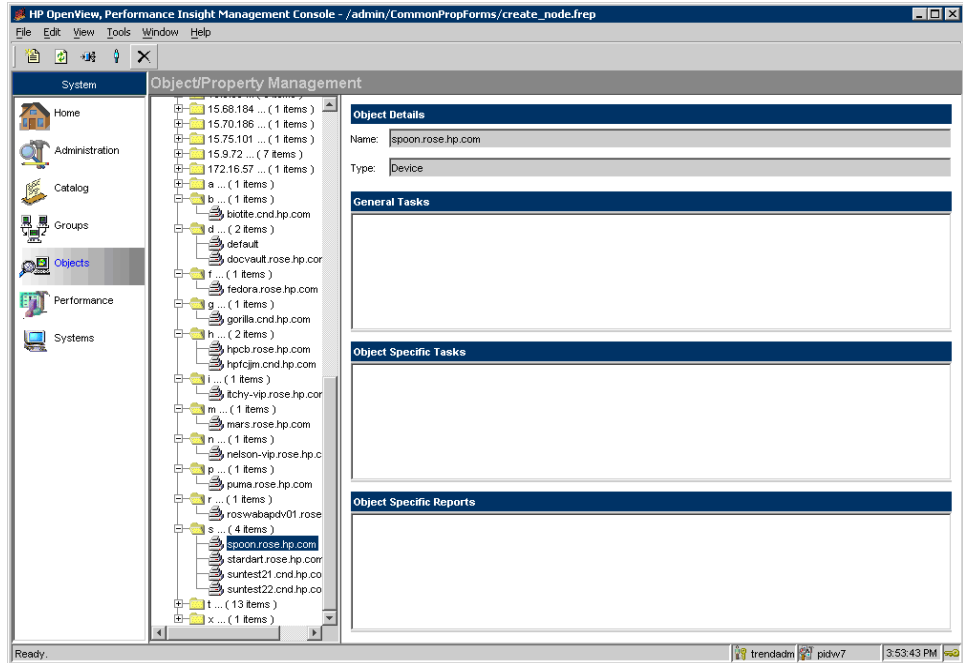 HP OpenView, Performance Insight Management Console - /admin/CommonPropForms/create_node.frep
File Edit View Tools Window Help
System
Object/Property Management
Home
Administration
Catalog
Groups
Objects
Performance
Systems
15.68.184 ... ( 1 items )
15.70.186 ... ( 1 items )
15.75.101 ... ( 1 items )
15.9.72 ... ( 7 items )
172.16.57 ... ( 1 items )
a ... ( 1 items )
b ... ( 1 items )
biotite.cnd.hp.com
d ... ( 2 items )
default
docvault.rose.hp.cor
f ... ( 1 items )
fedora.rose.hp.com
g ... ( 1 items )
gorilla.cnd.hp.com
h ... ( 2 items )
hpcb.rose.hp.com
hpfcjjm.cnd.hp.com
i ... ( 1 items )
itchy-vip.rose.hp.cor
m ... ( 1 items )
mars.rose.hp.com
n ... ( 1 items )
nelson-vip.rose.hp.c
p ... ( 1 items )
puma.rose.hp.com
r ... ( 1 items )
roswabapdv01.rose
s ... ( 4 items )
spoon.rose.hp.com
stardart.rose.hp.com
suntest21.cnd.hp.co
suntest22.cnd.hp.co
t ... ( 13 items )
x ... ( 1 items )
Object Details
Name: spoon.rose.hp.com
Type: Device
General Tasks
Object Specific Tasks
Object Specific Reports
Ready.
trendadm
pidw7
3:53:43 PM